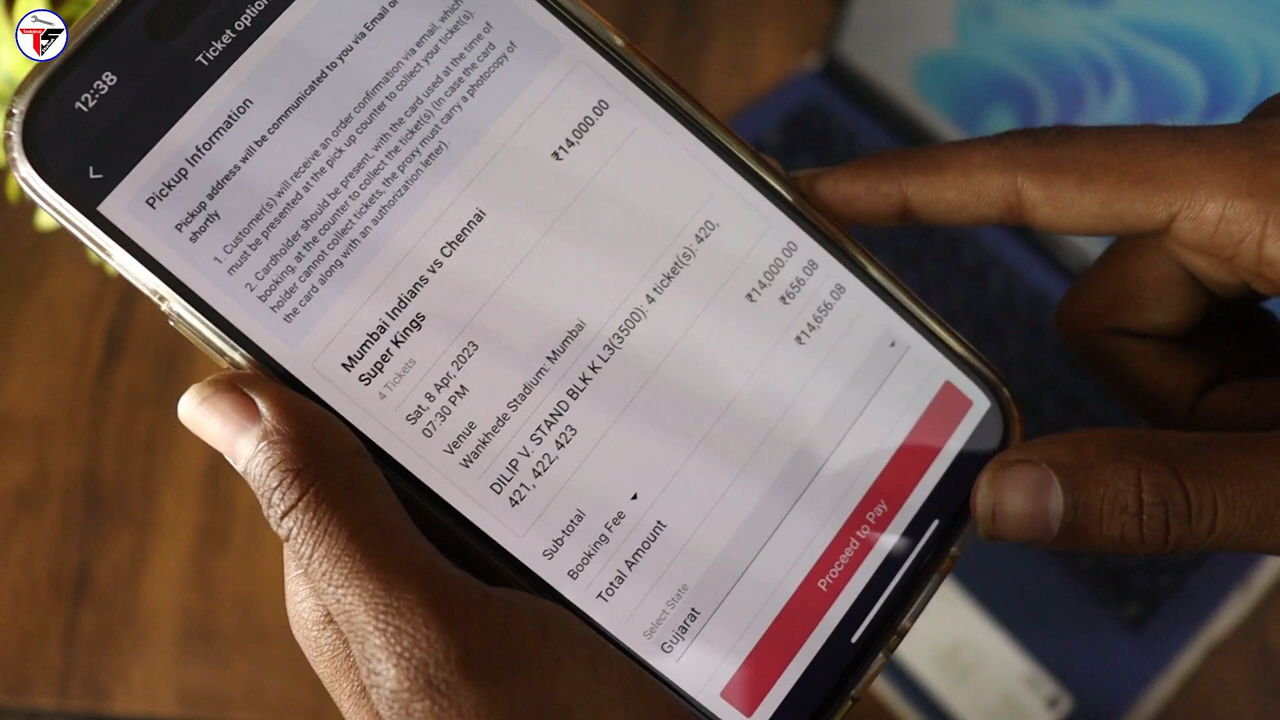 12:38
Ticket option
Pickup Information
Pickup address will be communicated to you via Email or
shortly
1. Customer(s) will receive an order confirmation via email, which
must be presented at the pick up counter to collect your ticket(s).
2. Cardholder should be present, with the card used at the time of
booking, at the counter to collect the ticket(s) (In case the card
holder cannot collect tickets, the proxy must carry a photocopy of
the card along with an authorization letter).
Mumbai Indians vs Chennai ₹14,000.00
Super Kings
4 Tickets
Sat, 8 Apr, 2023
07:30 PM
Venue
Wankhede Stadium: Mumbai
DILIP V. STAND BLK K L3(3500): 4 ticket(s): 420,
421, 422, 423
Sub-total ₹14,000.00
Booking Fee ₹656.08
Total Amount ₹14,656.08
Select State
Gujarat
Proceed to Pay
TS